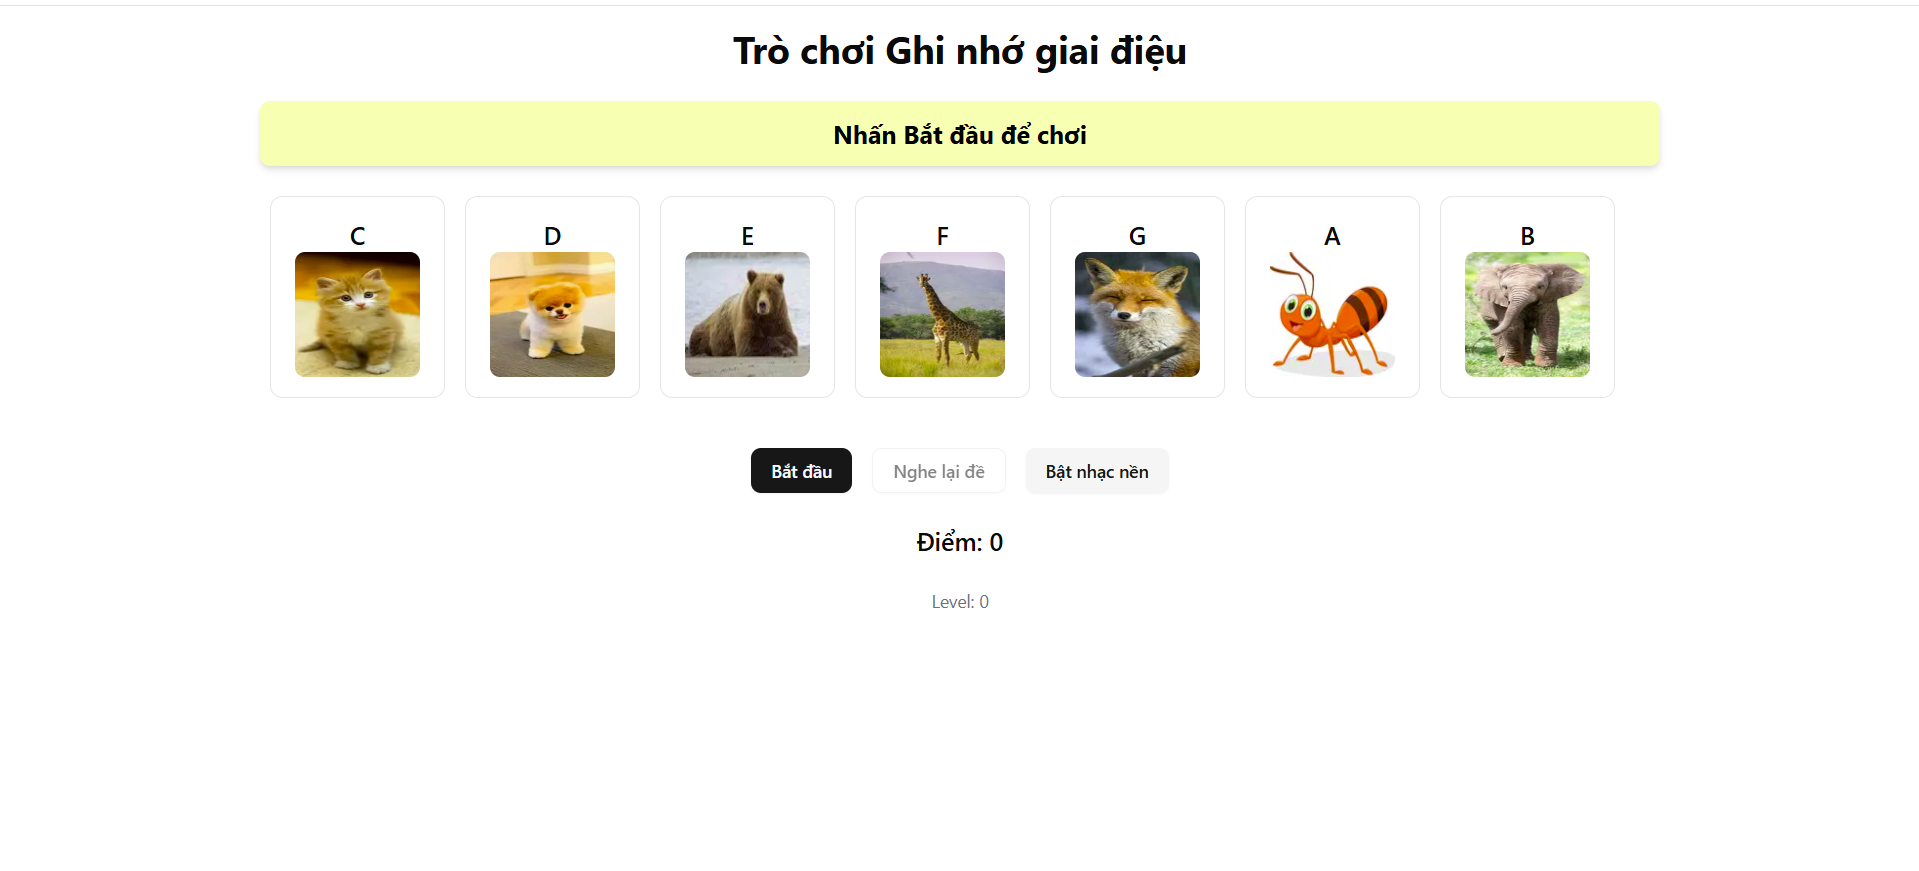 Trò chơi Ghi nhớ giai điệu
Nhấn Bắt đầu để chơi
C D E F G A B
Bắt đầu Nghe lại đề Bật nhạc nền
Điểm: 0
Level: 0